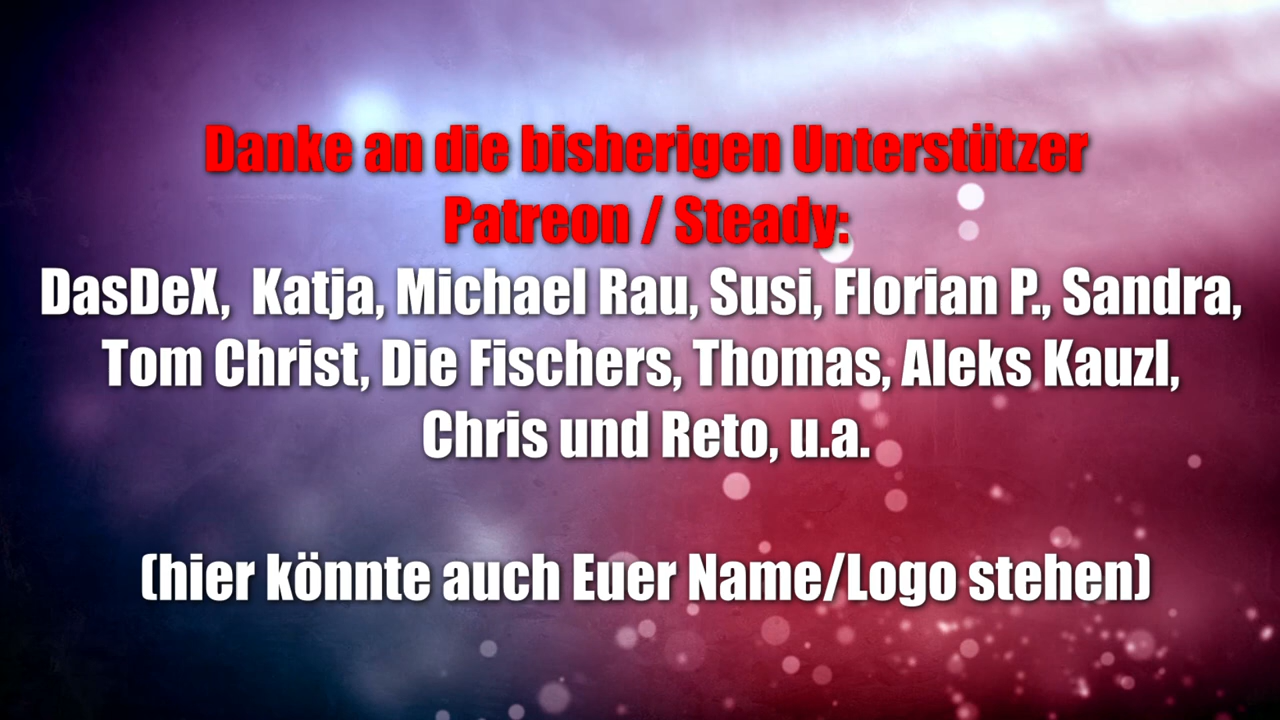 Danke an die bisherigen Unterstützer
Patreon / Steady:
DasDeX,  Katja, Michael Rau, Susi, Florian P., Sandra,
Tom Christ, Die Fischers, Thomas, Aleks Kauzl,
Chris und Reto, u.a.
(hier könnte auch Euer Name/Logo stehen)